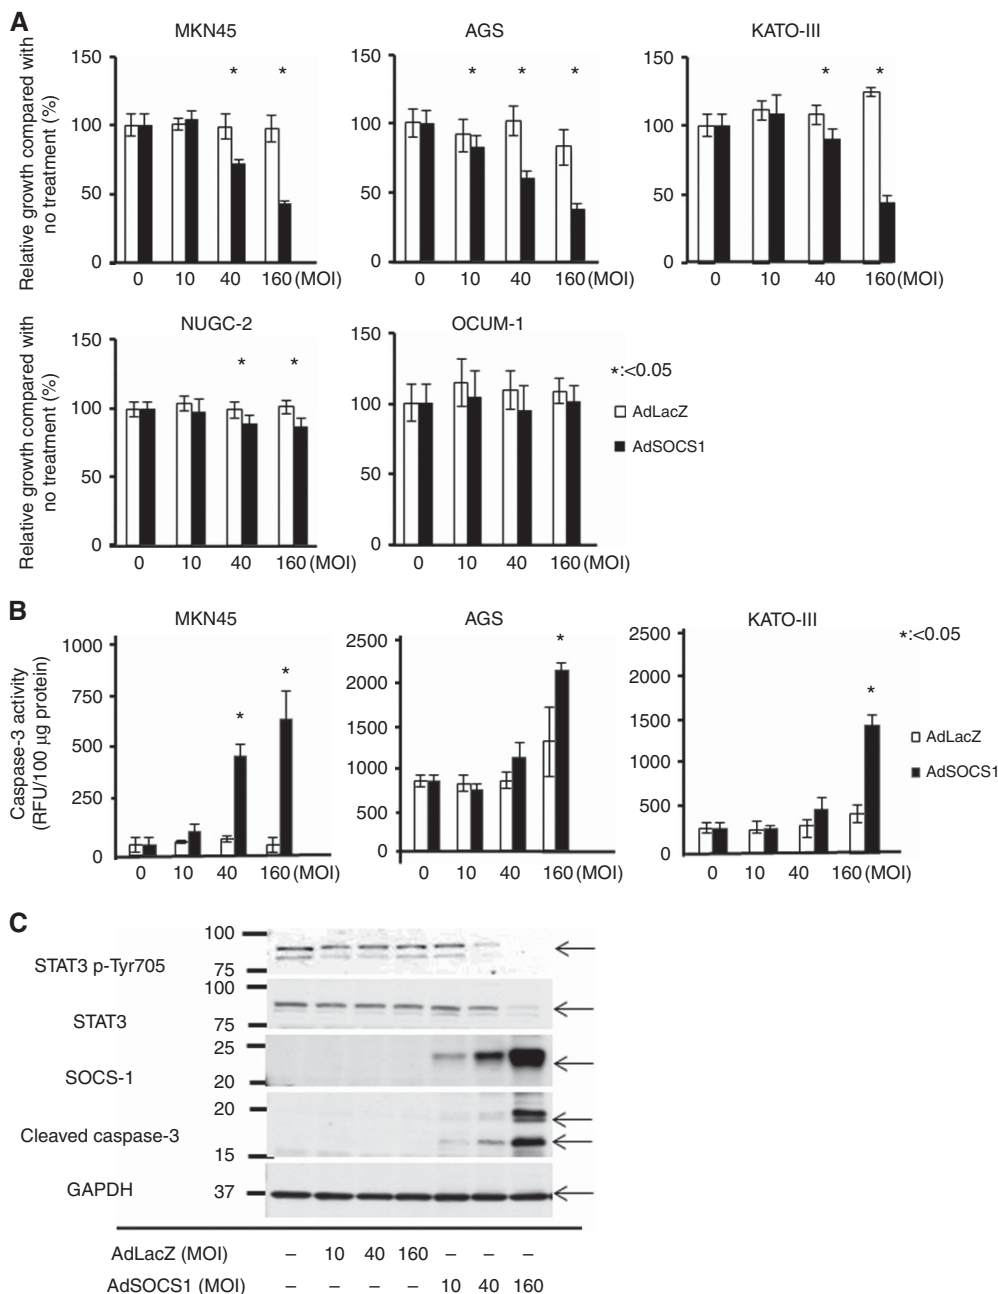 A
MKN45
AGS
KATO-III
Relative growth compared with
no treatment (%)
150
100
50
0
* *
0 10 40 160 (MOI)
150
100
50
0
* * *
0 10 40 160 (MOI)
150
100
50
0
* *
0 10 40 160 (MOI)
NUGC-2
OCUM-1
Relative growth compared with
no treatment (%)
150
100
50
0
* *
0 10 40 160 (MOI)
150
100
50
0
0 10 40 160 (MOI)
*:<0.05
AdLacZ
AdSOCS1
B
MKN45
AGS
KATO-III
Caspase-3 activity
(RFU/100 µg protein)
1000
750
500
250
0
* *
0 10 40 160 (MOI)
2500
2000
1500
1000
500
0
*
0 10 40 160 (MOI)
2500
2000
1500
1000
500
0
*
0 10 40 160 (MOI)
*:<0.05
AdLacZ
AdSOCS1
C
100
STAT3 p-Tyr705
75
100
STAT3
75
25
SOCS-1
20
20
Cleaved caspase-3
15
GAPDH 37
AdLacZ (MOI) – 10 40 160 – – –
AdSOCS1 (MOI) – – – – 10 40 160